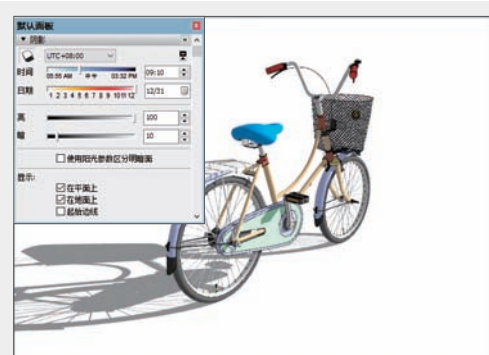 默认面板
▼ 阴影
UTC+08:00
时间 05:55 AM 中午 03:32 PM 09:10
日期 1 2 3 4 5 6 7 8 9 10 11 12 12/31
亮 100
暗 10
使用阳光参数区分明暗面
显示:
在平面上
在地面上
起始边线